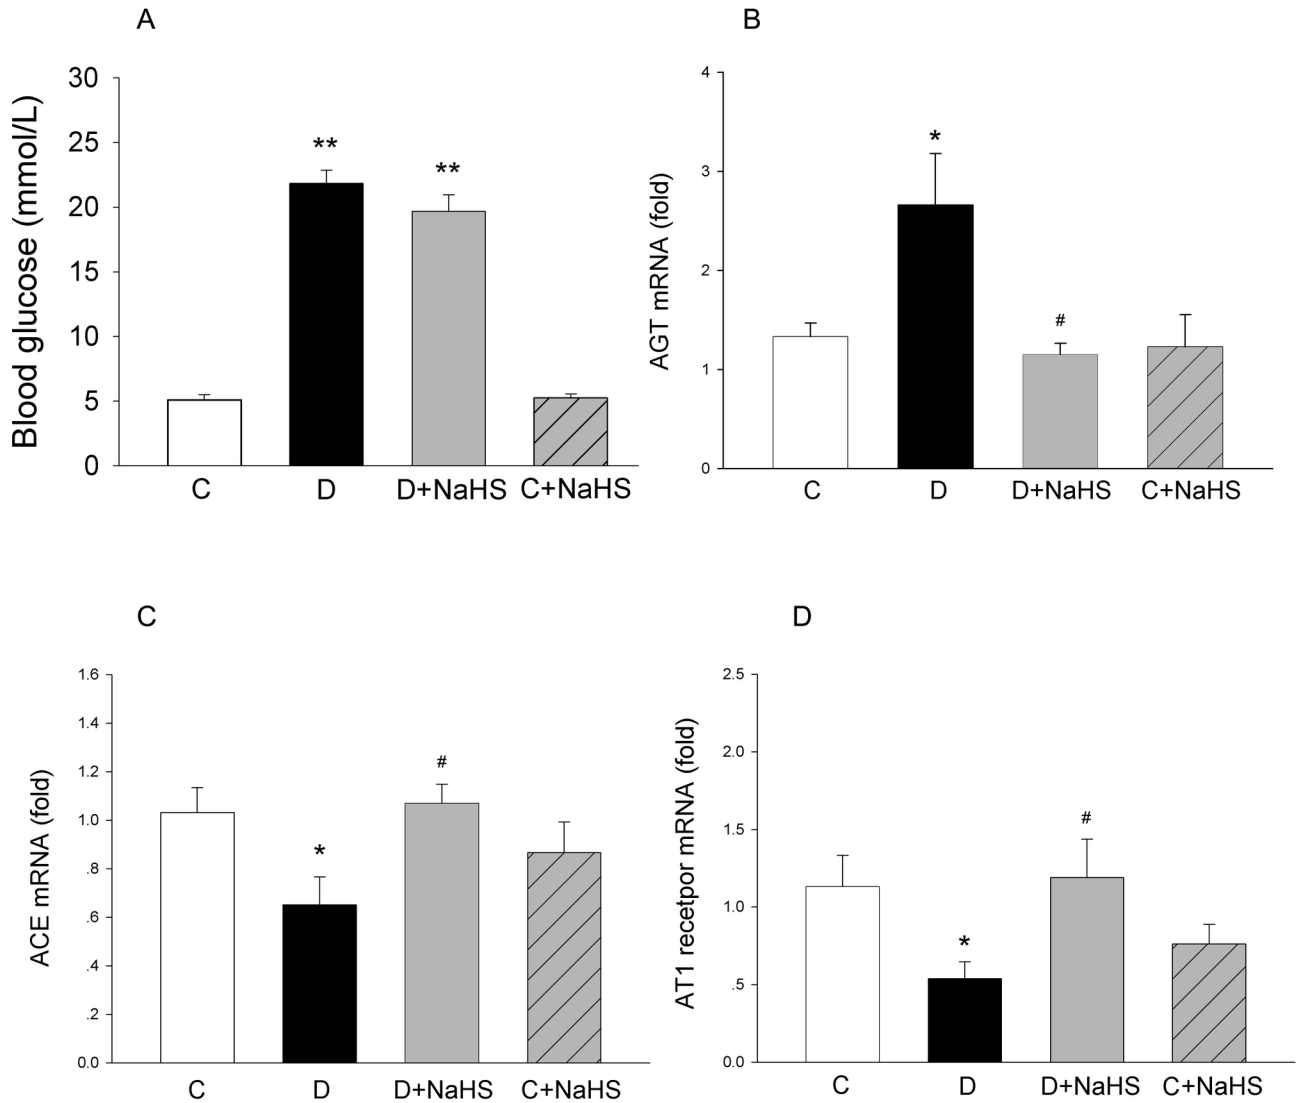 A
Blood glucose (mmol/L)
30
25
20
15
10
5
0
**
**
C
D
D+NaHS
C+NaHS
B
AGT mRNA (fold)
4
3
2
1
0
*
#
C
D
D+NaHS
C+NaHS
C
ACE mRNA (fold)
1.6
1.4
1.2
1.0
.8
.6
.4
.2
0.0
*
#
C
D
D+NaHS
C+NaHS
D
AT1 recetpor mRNA (fold)
2.5
2.0
1.5
1.0
.5
0.0
*
#
C
D
D+NaHS
C+NaHS